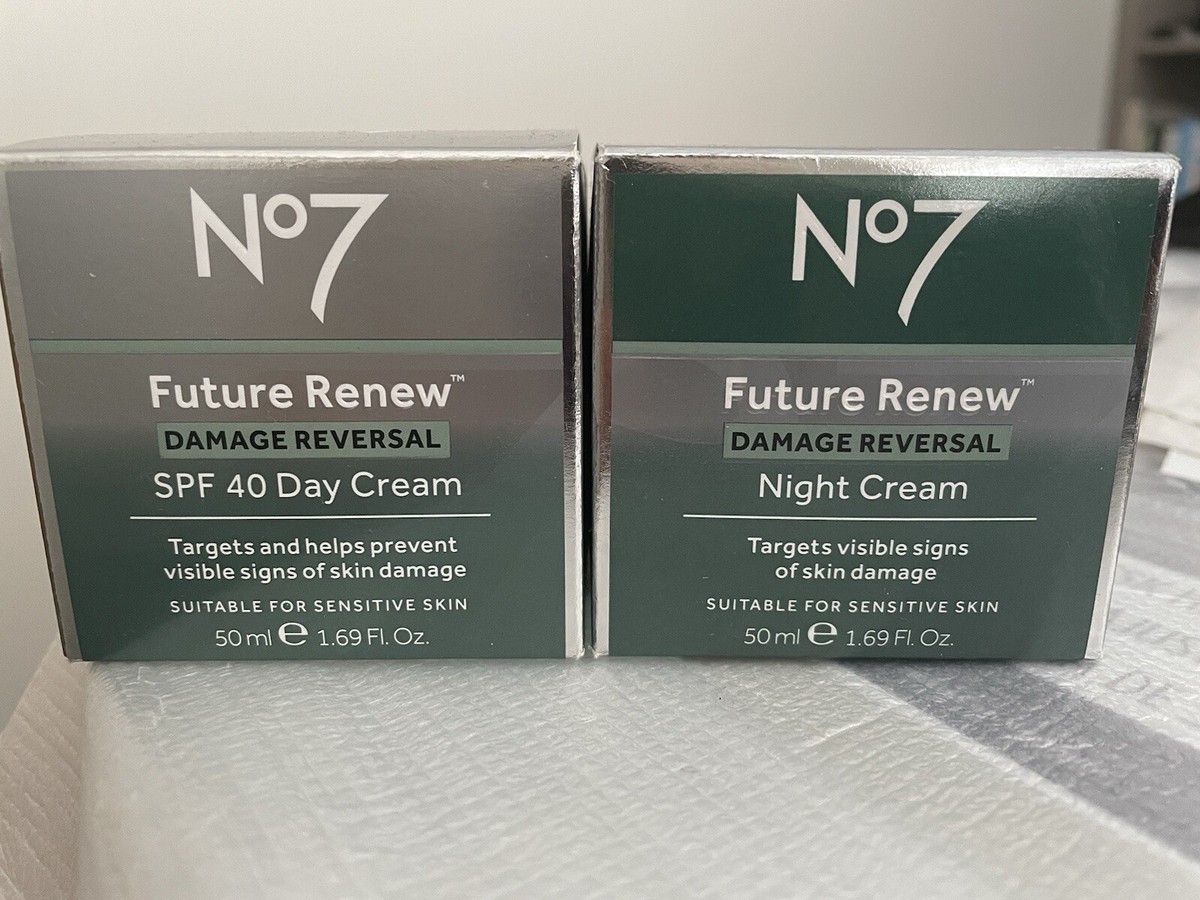 Nº7
Future Renew™
DAMAGE REVERSAL
SPF 40 Day Cream
Targets and helps prevent
visible signs of skin damage
SUITABLE FOR SENSITIVE SKIN
50 ml ℮ 1.69 Fl. Oz.
Nº7
Future Renew™
DAMAGE REVERSAL
Night Cream
Targets visible signs
of skin damage
SUITABLE FOR SENSITIVE SKIN
50 ml ℮ 1.69 Fl. Oz.